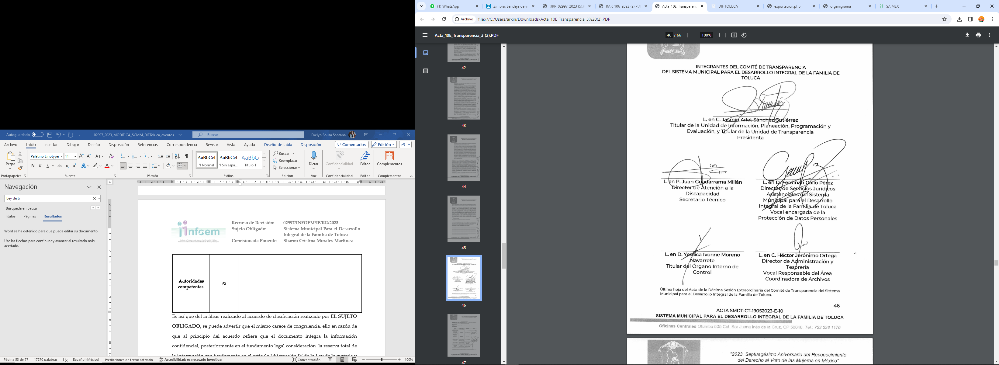 Autoguardado
02997_2023_MODIFICA_SCMM_DIFToluca_eventos...
Buscar
Evelyn Souza Santana
Archivo Inicio Insertar Dibujar Diseño Disposición Referencias Correspondencia Revisar Vista Ayuda Diseño de tabla Disposición Comentarios Edición
Pegar
Portapapeles
Palatino Linotype 11
N K S ab x₂ x²
Fuente
Párrafo
AaBbCcI AaBbCcI AaBbCc
¶ Normal ¶ Sin espa... Título 1
Estilos
Buscar
Reemplazar
Seleccionar
Edición
Dictar
Voz
Confidencialidad
Confidencialidad
Editor
Editor
Complementos
Complementos
Navegación
Ley de tr
Búsqueda en pausa
Títulos Páginas Resultados
Word se ha detenido para que pueda editar su documento.
Use las flechas para continuar y avanzar al resultado más
acertado.
infoem
Recurso de Revisión: 02997/INFOEM/IP/RR/2023
Sujeto Obligado: Sistema Municipal Para el Desarrollo
Integral de la Familia de Toluca
Comisionada Ponente: Sharon Cristina Morales Martínez
Autoridades
competentes.
Sí
Es así que del análisis realizado al acuerdo de clasificación realizado por EL SUJETO
OBLIGADO, se puede advertir que el mismo carece de congruencia, ello en razón de
que al principio del acuerdo refiere que el documento integra la información
confidencial, posteriormente en el fundamento legal consideración la reserva total de
la información con fundamento en el artículo 140 fracción IV de la Ley de la materia y
Página 53 de 77 17270 palabras Español (México) Predicciones de texto: activado Accesibilidad: es necesario investigar Concentración 100%
(1) WhatsApp
Zimbra: Bandeja de e
IJRR_02997_2023 (5).
RAR_106_2023 (2).PD
Acta_10E_Transparenc
DIF TOLUCA
exportacion.php
organigrama
SAIMEX
Archivo file:///C:/Users/arkin/Downloads/Acta_10E_Transparencia_3%20(2).PDF
Acta_10E_Transparencia_3 (2).PDF
46 / 66
100%
42
43
44
45
46
47
INTEGRANTES DEL COMITÉ DE TRANSPARENCIA
DEL SISTEMA MUNICIPAL PARA EL DESARROLLO INTEGRAL DE LA FAMILIA DE
TOLUCA
L. en C. Jasmín Arlet Sánchez Gutiérrez
Titular de la Unidad de Información, Planeación, Programación y
Evaluación, y Titular de la Unidad de Transparencia
Presidenta
L. en P. Juan Guadarrama Millán
Director de Atención a la
Discapacidad
Secretario Técnico
L. en D. Ferdinan Gallo Pérez
Director de Servicios Jurídicos
Asistenciales del Sistema
Municipal para el Desarrollo
Integral de la Familia de Toluca
Vocal encargada de la
Protección de Datos Personales
L. en D. Yessica Ivonne Moreno
Navarrete
Titular del Órgano Interno de
Control
L. en C. Héctor Jerónimo Ortega
Director de Administración y
Tesorería
Vocal Responsable del Área
Coordinadora de Archivos
Última hoja del Acta de la Décima Sesión Extraordinaria del Comité de Transparencia del Sistema
Municipal para el Desarrollo Integral de la Familia de Toluca.
46
ACTA SMDT-CT-19052023-E-10
SISTEMA MUNICIPAL PARA EL DESARROLLO INTEGRAL DE LA FAMILIA DE TOLUCA
Oficinas Centrales Otumba 505 Col. Sor Juana Inés de la Cruz, CP 50040. Tel.: 722 226 1170
"2023. Septuagésimo Aniversario del Reconocimiento
del Derecho al Voto de las Mujeres en México"